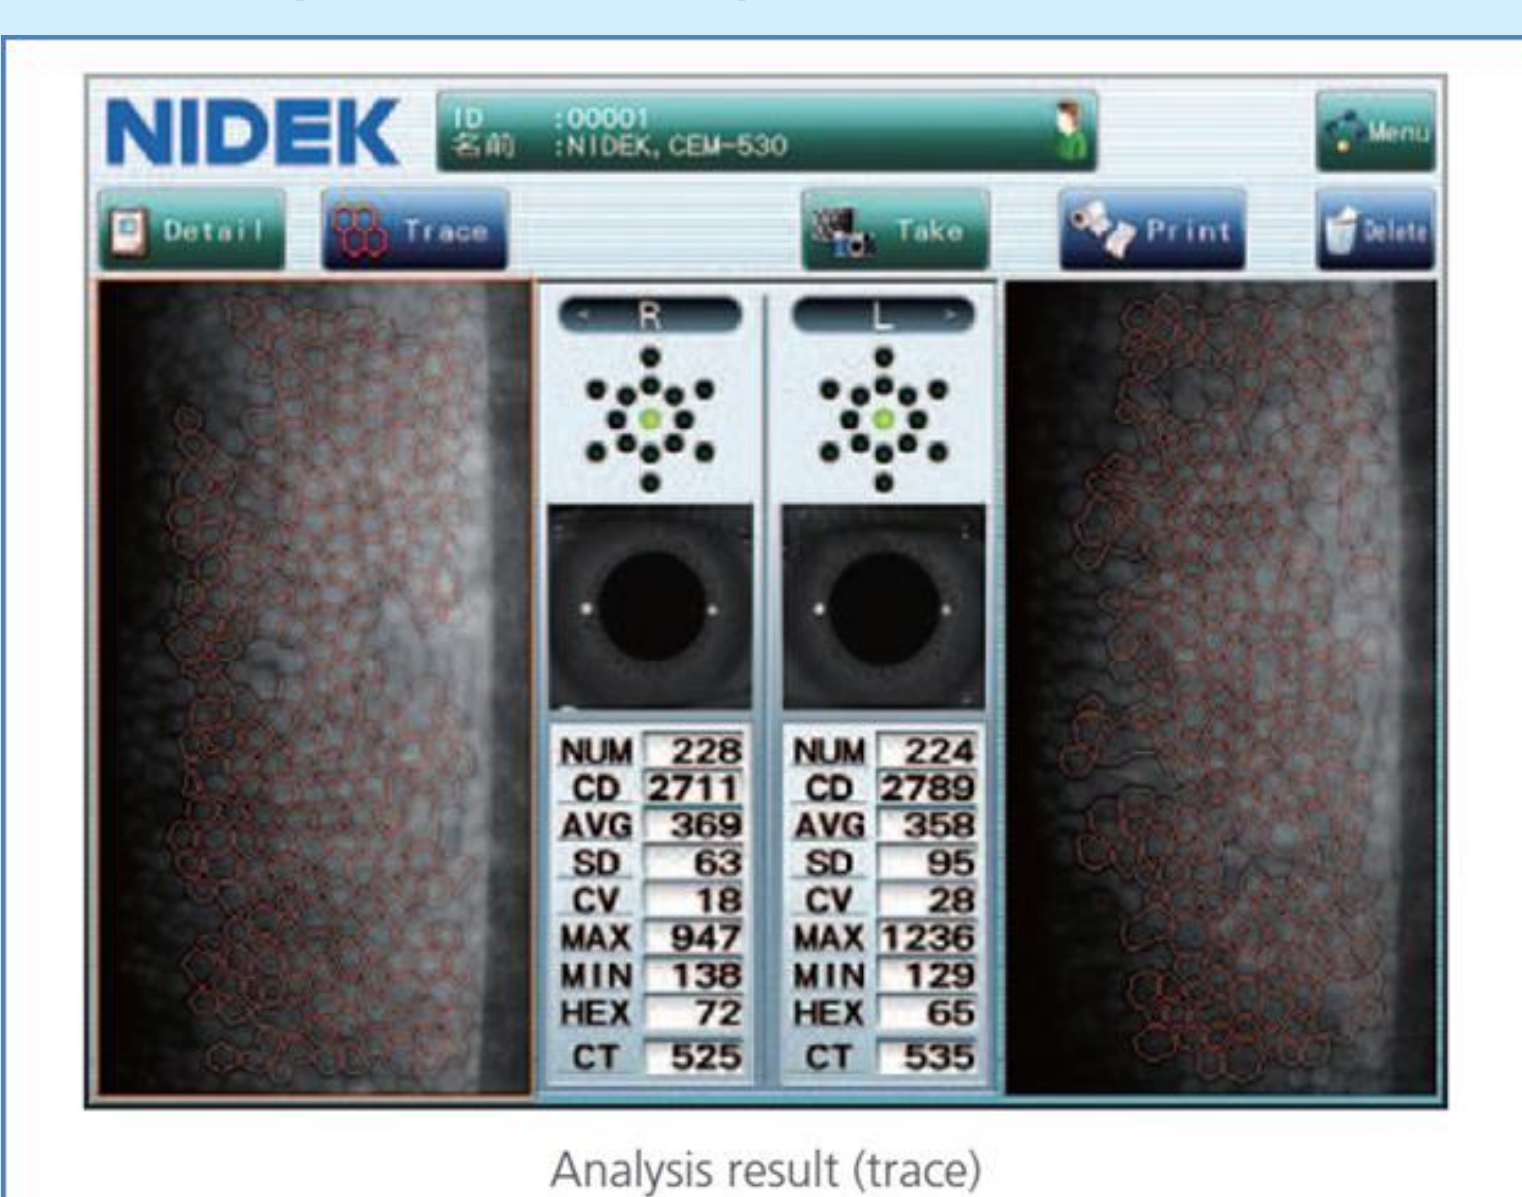 NIDEK
ID :00001
名前 :NIDEK, CEM-530
Menu
Detail
Trace
Take
Print
Delete
R
L
NUM 228
CD 2711
AVG 369
SD 63
CV 18
MAX 947
MIN 138
HEX 72
CT 525
NUM 224
CD 2789
AVG 358
SD 95
CV 28
MAX 1236
MIN 129
HEX 65
CT 535
Analysis result (trace)